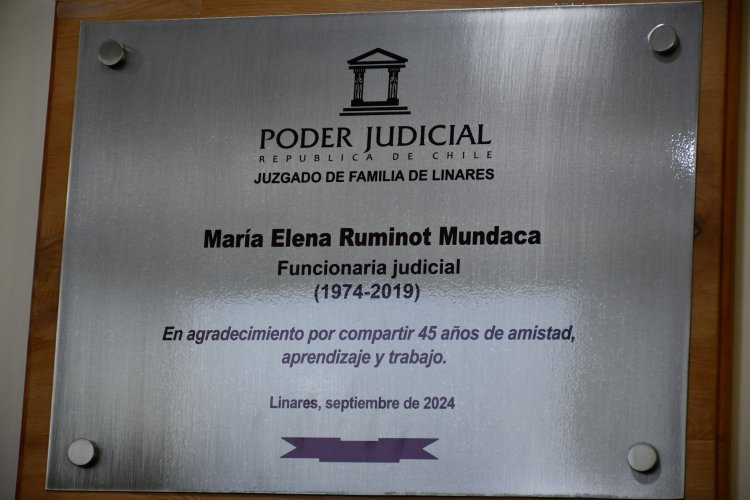 PODER JUDICIAL
REPUBLICA DE CHILE
JUZGADO DE FAMILIA DE LINARES
María Elena Ruminot Mundaca
Funcionaria judicial
(1974-2019)
En agradecimiento por compartir 45 años de amistad,
aprendizaje y trabajo.
Linares, septiembre de 2024